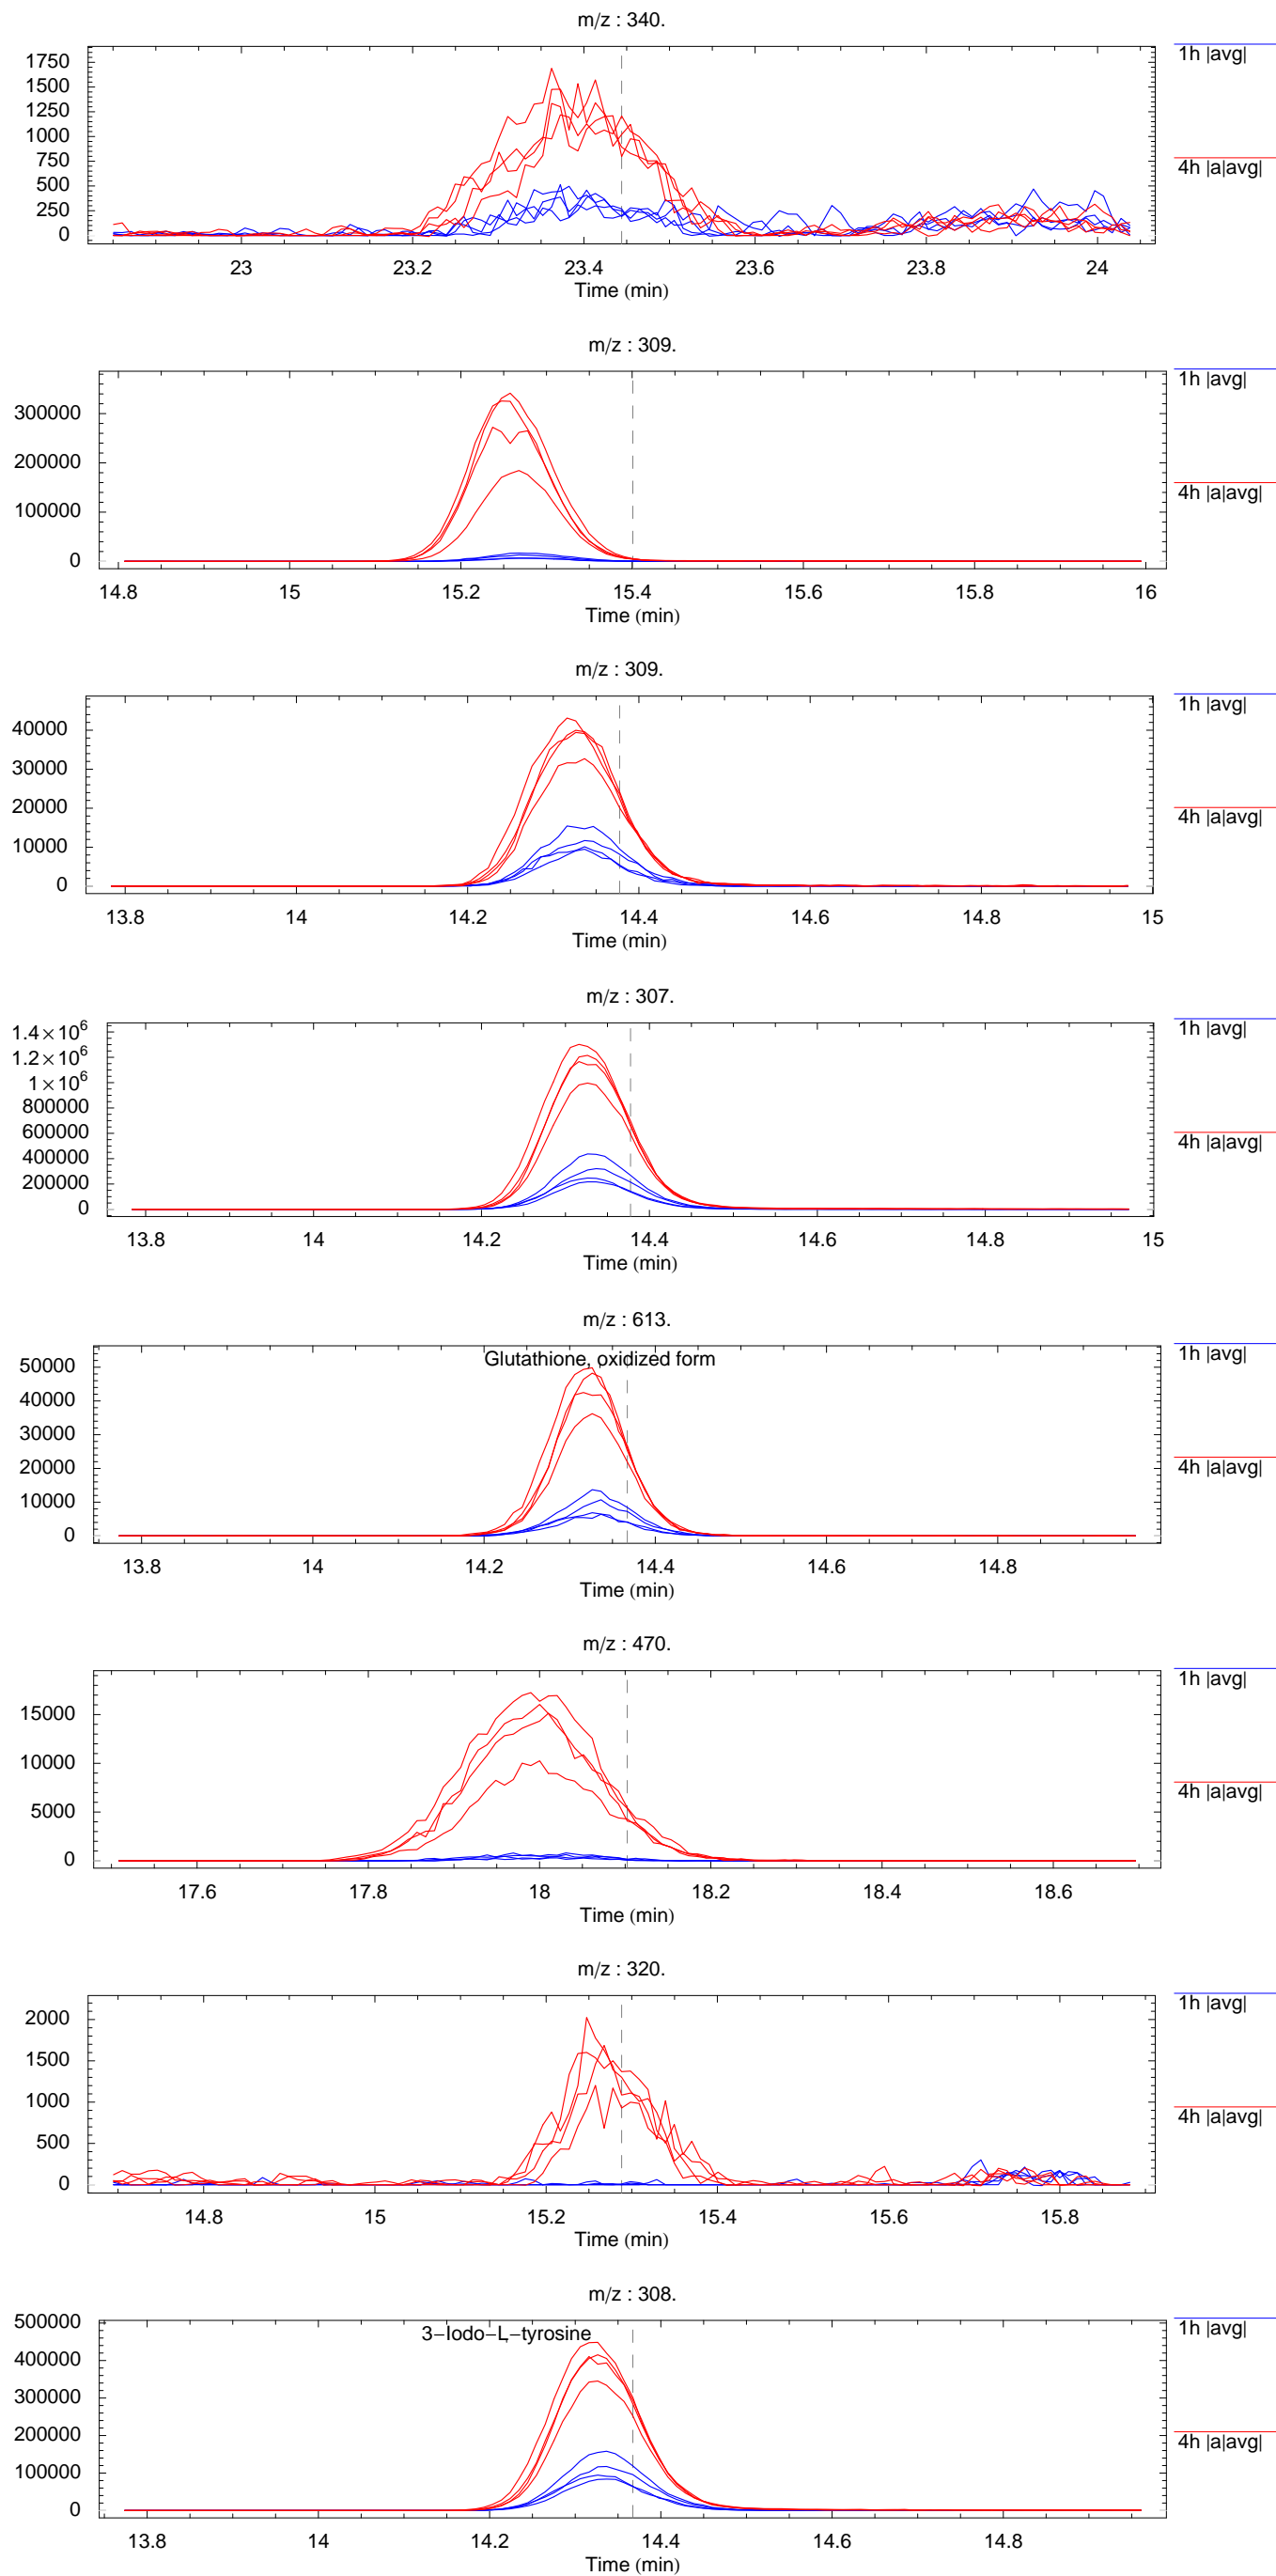 m/z : 340.
1h |avg|
1750
1500
1250
1000
750
500
250
0
4h |a|avg|
23 23.2 23.4 23.6 23.8 24
Time (min)
m/z : 309.
1h |avg|
300000
200000
100000
0
4h |a|avg|
14.8 15 15.2 15.4 15.6 15.8 16
Time (min)
m/z : 309.
1h |avg|
40000
30000
20000
10000
0
4h |a|avg|
13.8 14 14.2 14.4 14.6 14.8 15
Time (min)
m/z : 307.
1h |avg|
1.4×10⁶
1.2×10⁶
1×10⁶
800000
600000
400000
200000
0
4h |a|avg|
13.8 14 14.2 14.4 14.6 14.8 15
Time (min)
m/z : 613.
1h |avg|
Glutathione, oxidized form
50000
40000
30000
20000
10000
0
4h |a|avg|
13.8 14 14.2 14.4 14.6 14.8
Time (min)
m/z : 470.
1h |avg|
15000
10000
5000
0
4h |a|avg|
17.6 17.8 18 18.2 18.4 18.6
Time (min)
m/z : 320.
1h |avg|
2000
1500
1000
500
0
4h |a|avg|
14.8 15 15.2 15.4 15.6 15.8
Time (min)
m/z : 308.
1h |avg|
3−Iodo−L−tyrosine
500000
400000
300000
200000
100000
0
4h |a|avg|
13.8 14 14.2 14.4 14.6 14.8
Time (min)